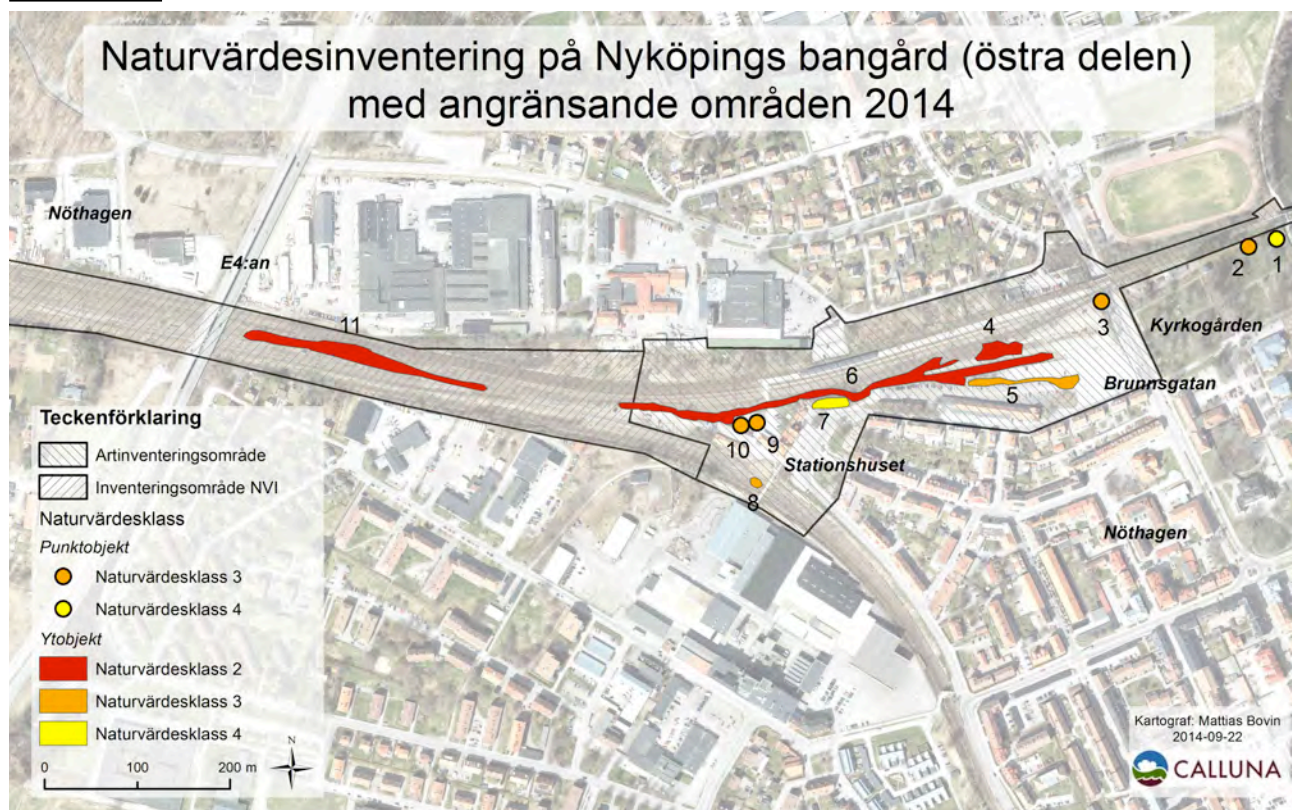 Naturvärdesinventering på Nyköpings bangård (östra delen)
med angränsande områden 2014
Nöthagen
E4:an
2
1
3
Kyrkogården
11
4
6
Brunnsgatan
5
7
10
9
Stationshuset
8
Nöthagen
Teckenförklaring
Artinventeringsområde
Inventeringsområde NVI
Naturvärdesklass
Punktobjekt
Naturvärdesklass 3
Naturvärdesklass 4
Ytobjekt
Naturvärdesklass 2
Naturvärdesklass 3
Naturvärdesklass 4
N
0 100 200 m
Kartograf: Mattias Bovin
2014-09-22
CALLUNA